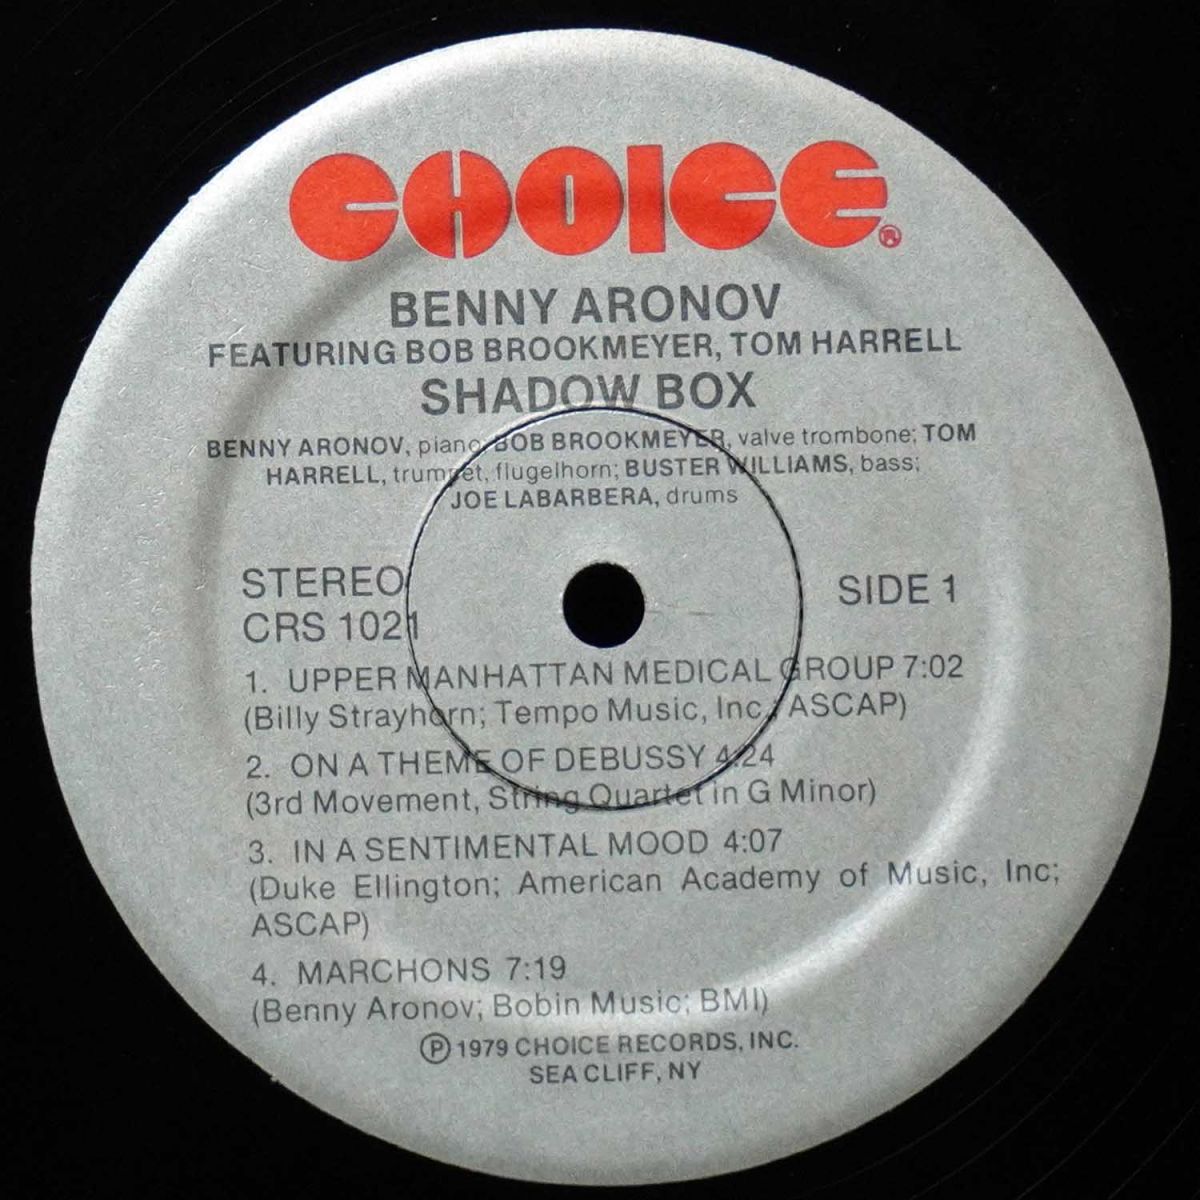 CHOICE®
BENNY ARONOV
FEATURING BOB BROOKMEYER, TOM HARRELL
SHADOW BOX
BENNY ARONOV, piano; BOB BROOKMEYER, valve trombone; TOM
HARRELL, trumpet, flugelhorn; BUSTER WILLIAMS, bass;
JOE LABARBERA, drums
STEREO
CRS 1021
SIDE 1
1. UPPER MANHATTAN MEDICAL GROUP 7:02
(Billy Strayhorn; Tempo Music, Inc; ASCAP)
2. ON A THEME OF DEBUSSY 4:24
(3rd Movement, String Quartet in G Minor)
3. IN A SENTIMENTAL MOOD 4:07
(Duke Ellington; American Academy of Music, Inc;
ASCAP)
4. MARCHONS 7:19
(Benny Aronov; Bobin Music; BMI)
℗ 1979 CHOICE RECORDS, INC.
SEA CLIFF, NY